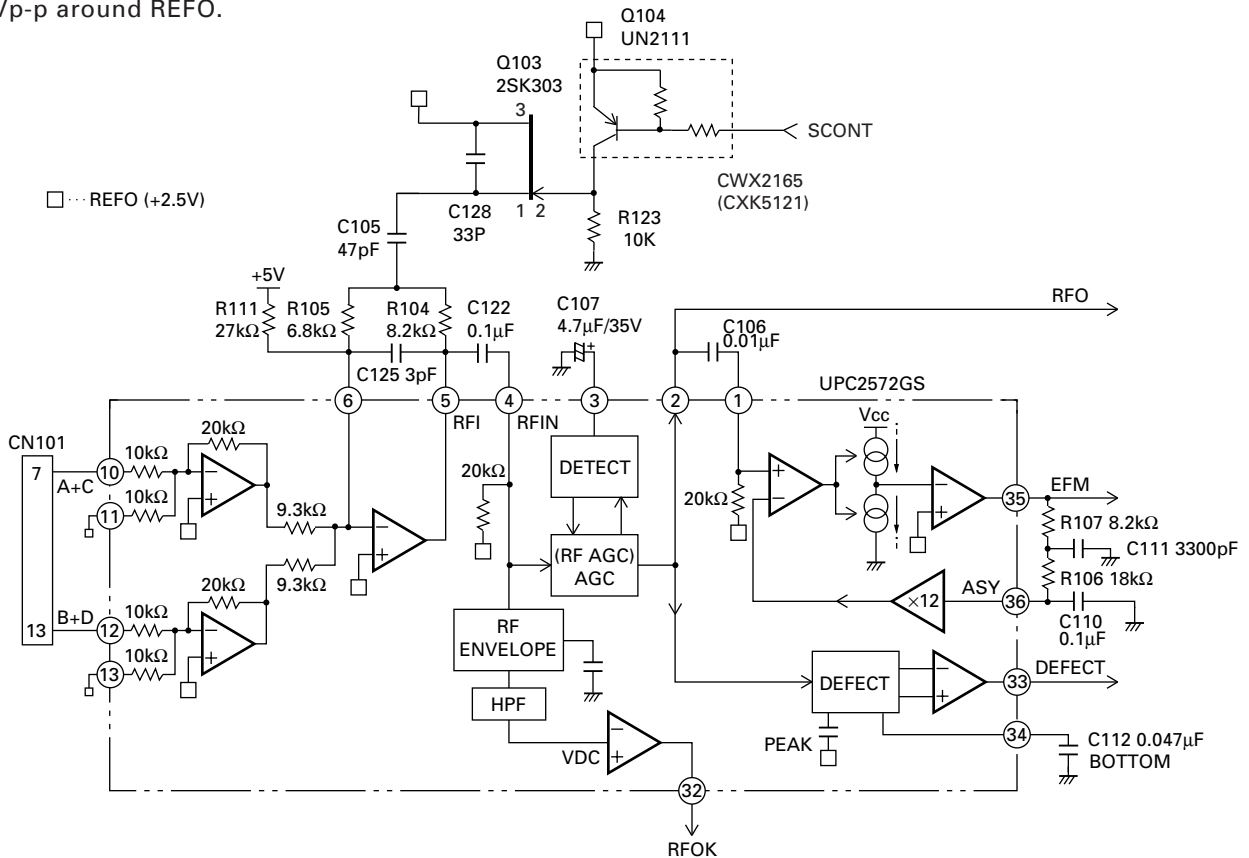 /p-p around REFO.
Q104
UN2111
Q103
2SK303
3
SCONT
CWX2165
(CXK5121)
□ ··· REFO (+2.5V)
C128
33P
1 2
R123
10K
C105
47pF
+5V
R111
27kΩ
R105
6.8kΩ
R104
8.2kΩ
C122
0.1µF
C107
4.7µF/35V
+
RFO
C106
0.01µF
C125 3pF
UPC2572GS
6
5
RFI
4
RFIN
3
2
1
CN101
7
A+C
10
10kΩ
20kΩ
−
+
11
10kΩ
9.3kΩ
9.3kΩ
−
+
20kΩ
DETECT
(RF AGC)
AGC
20kΩ
+
−
Vcc
−
+
35
EFM
R107 8.2kΩ
C111 3300pF
R106 18kΩ
ASY
36
×12
C110
0.1µF
13
B+D
12
10kΩ
20kΩ
−
+
13
10kΩ
RF
ENVELOPE
HPF
VDC
−
+
DEFECT
−
+
33
DEFECT
PEAK
34
C112 0.047µF
BOTTOM
32
RFOK